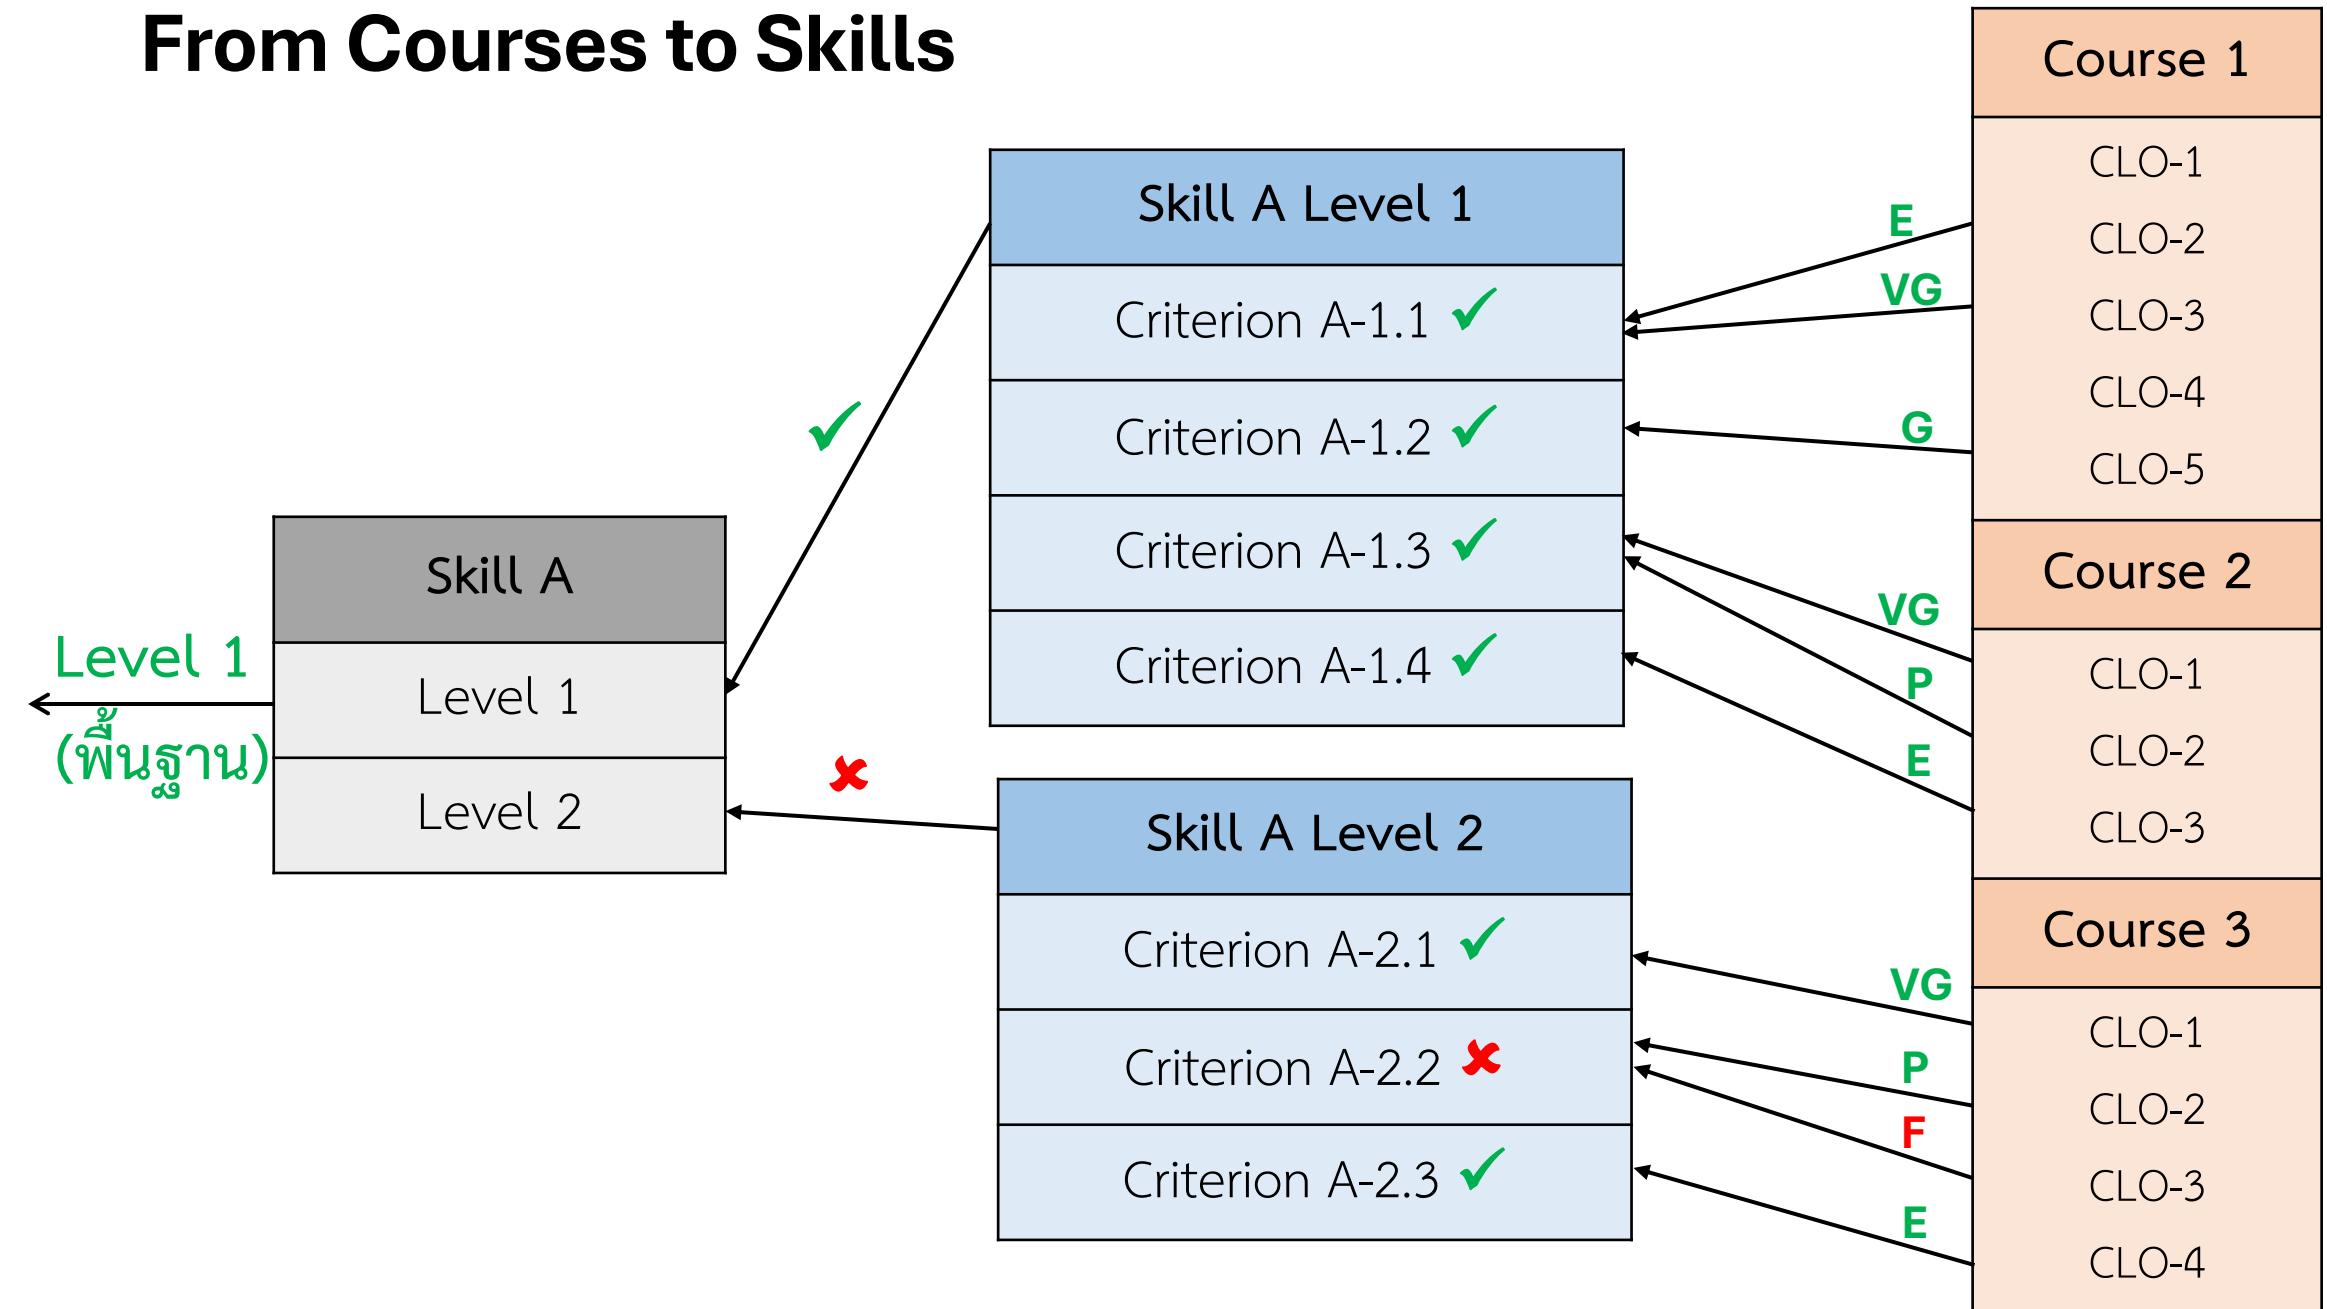 From Courses to Skills
Level 1
(พื้นฐาน)
Skill A
Level 1
Level 2
Skill A Level 1
Criterion A-1.1
Criterion A-1.2
Criterion A-1.3
Criterion A-1.4
Skill A Level 2
Criterion A-2.1
Criterion A-2.2
Criterion A-2.3
E
VG
G
VG
P
E
VG
P
F
E
Course 1
CLO-1
CLO-2
CLO-3
CLO-4
CLO-5
Course 2
CLO-1
CLO-2
CLO-3
Course 3
CLO-1
CLO-2
CLO-3
CLO-4